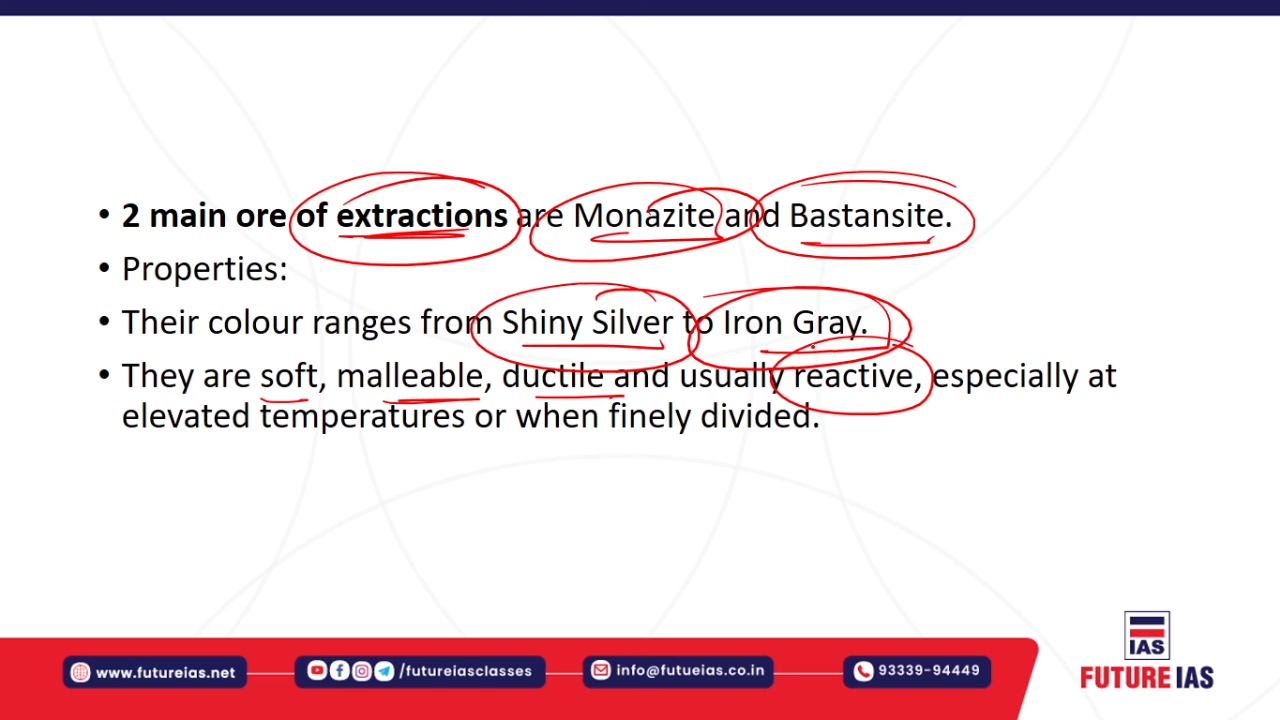 • 2 main ore of extractions are Monazite and Bastansite.
• Properties:
• Their colour ranges from Shiny Silver to Iron Gray.
• They are soft, malleable, ductile and usually reactive, especially at
elevated temperatures or when finely divided.
IAS
FUTURE IAS
www.futureias.net
/futureiasclasses
info@futueias.co.in
93339-94449